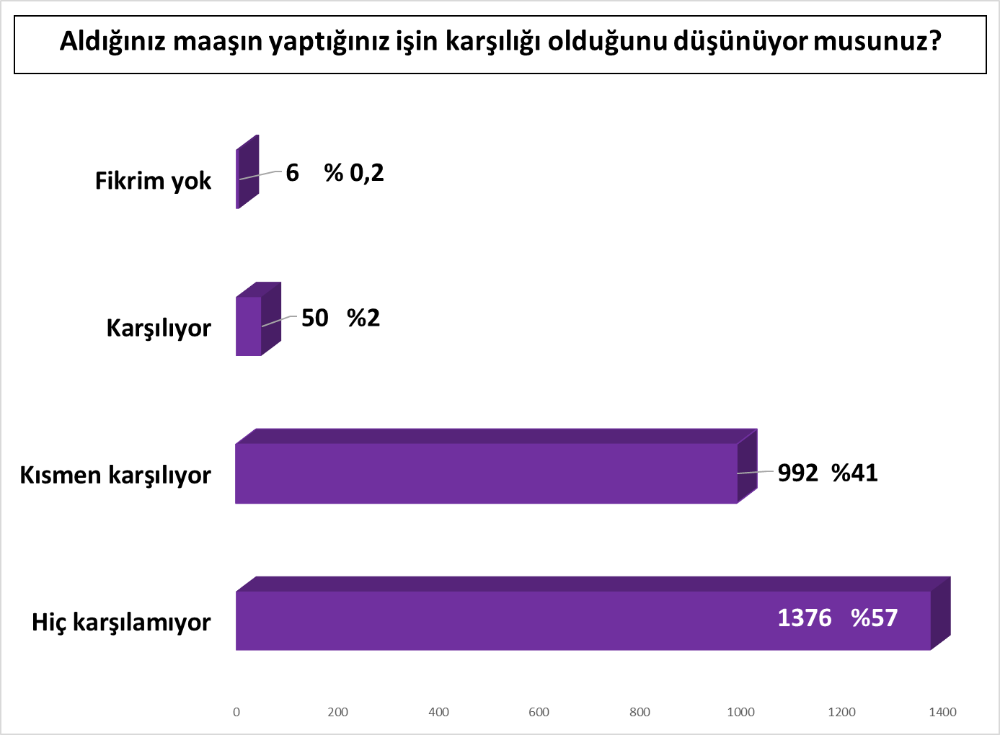 Aldığınız maaşın yaptığınız işin karşılığı olduğunu düşünüyor musunuz?
Fikrim yok 6 % 0,2
Karşılıyor 50 %2
Kısmen karşılıyor 992 %41
Hiç karşılamıyor 1376 %57
0 200 400 600 800 1000 1200 1400